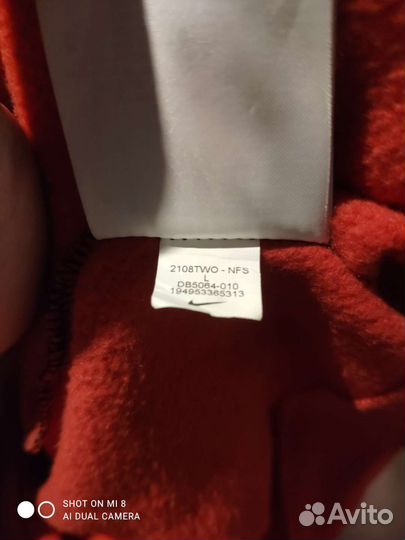 2108TWO - NFS
L
DB5064-010
194953365313
SHOT ON MI 8
AI DUAL CAMERA
Avito